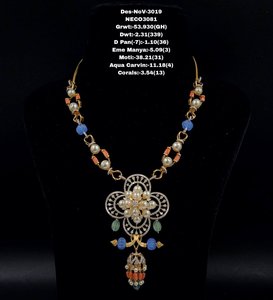 Des-NoV-3019
NECO3081
Grwt:-53,930(GH)
Dwt:-2.31(339)
D Pan(-7):-1.10(36)
Eme Manya:-5.09(3)
Moti:-38.21(31)
Aqua Carvin:-11.18(4)
Corals:-3.54(13)